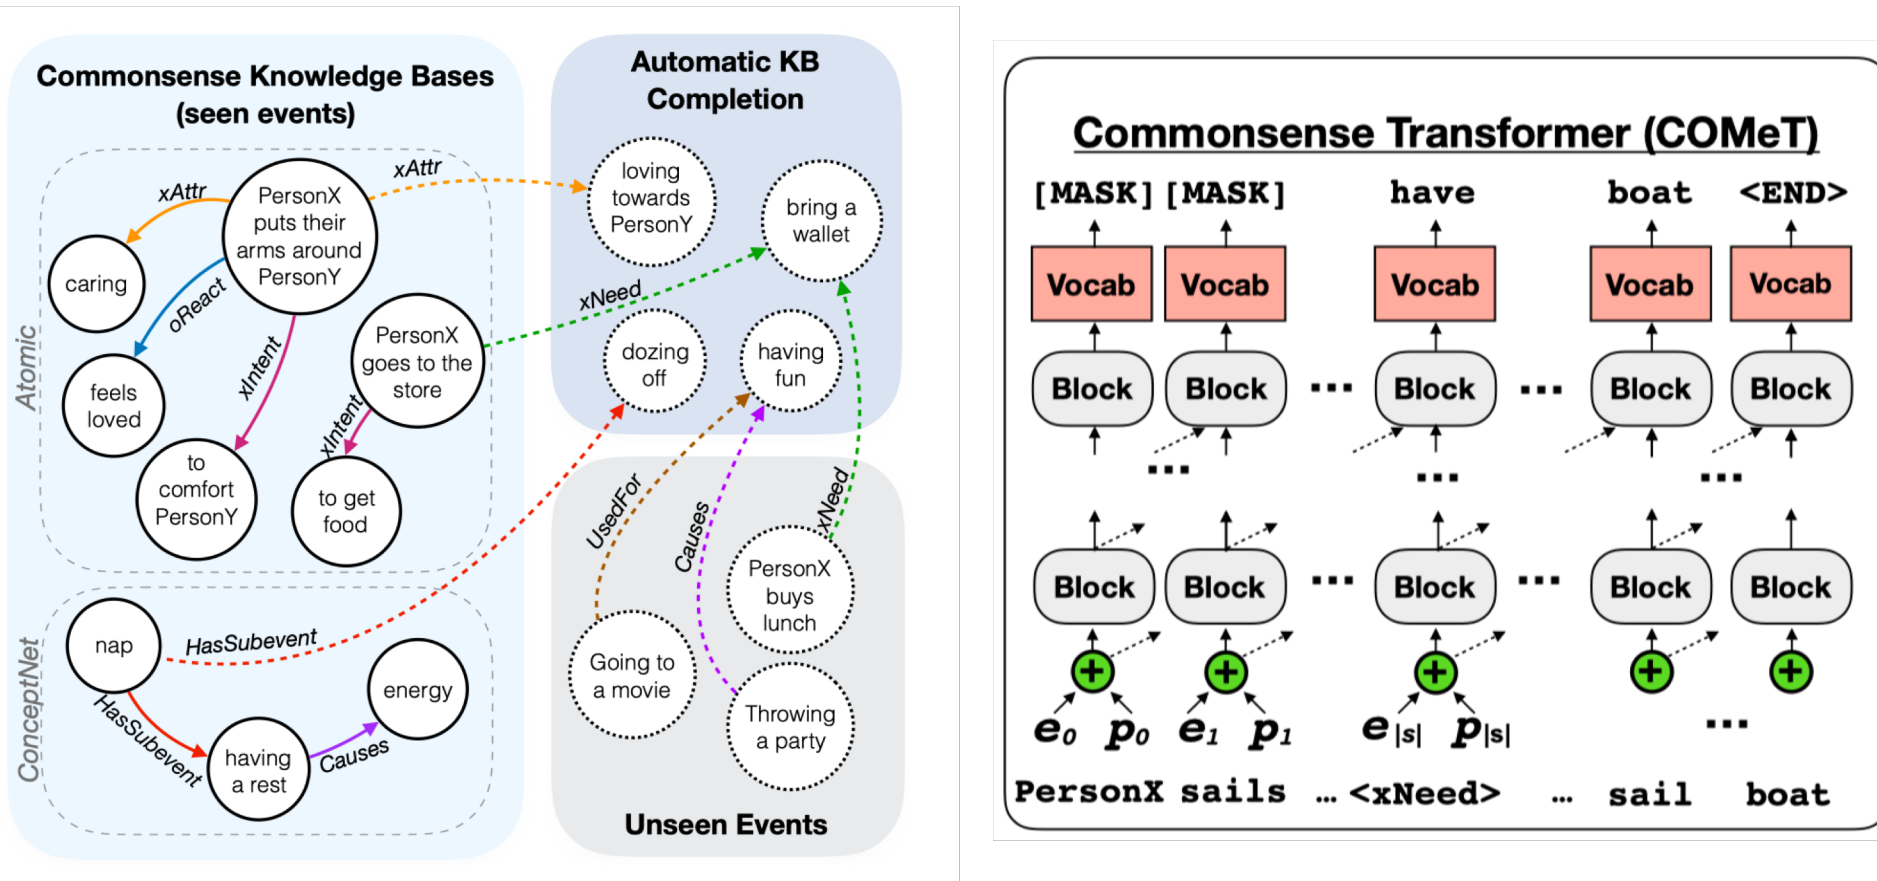 Commonsense Knowledge Bases
(seen events)
Atomic
xAttr
PersonX
puts their
arms around
PersonY
caring
oReact
feels
loved
xIntent
to
comfort
PersonY
PersonX
goes to the
store
xIntent
to get
food
ConceptNet
nap
HasSubevent
HasSubevent
having
a rest
Causes
energy
Automatic KB
Completion
xAttr
loving
towards
PersonY
bring a
wallet
xNeed
dozing
off
having
fun
UsedFor
Causes
xNeed
PersonX
buys
lunch
Going to
a movie
Throwing
a party
Unseen Events
Commonsense Transformer (COMeT)
[MASK] [MASK] have boat <END>
Vocab Vocab Vocab Vocab Vocab
Block Block ... Block ... Block Block
... ... ...
Block Block ... Block ... Block Block
+ + + + +
e0 p0 e1 p1 e|s| p|s| ...
PersonX sails ... <xNeed> ... sail boat